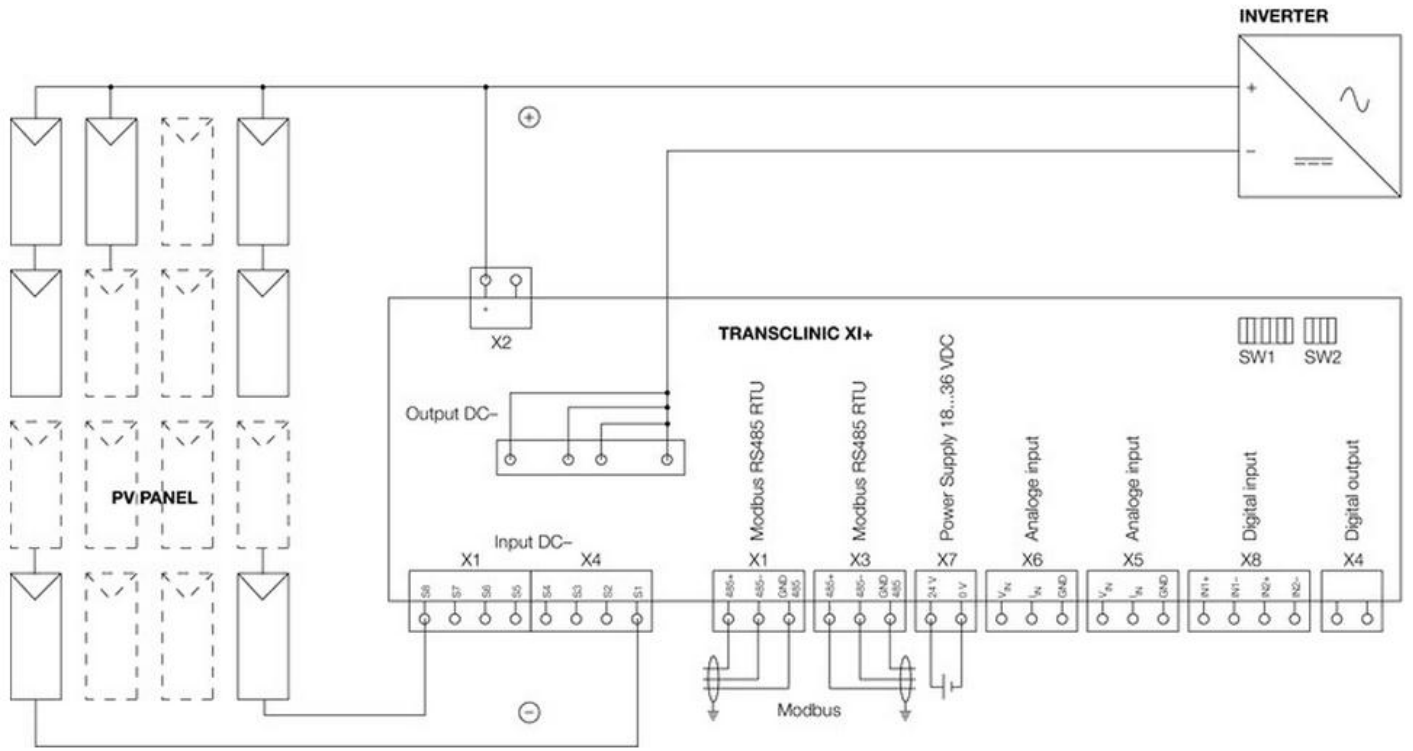 INVERTER
+
−
+
X2
TRANSCLINIC XI+
SW1 SW2
Output DC−
PV PANEL
Input DC−
X1 X4
S8 S7 S6 S5 S4 S3 S2 S1
Modbus RS485 RTU
X1
485+ 485− GND 485
Modbus RS485 RTU
X3
485+ 485− GND 485
Power Supply 18...36 VDC
X7
24 V 0 V
Analoge input
X6
VIN IIN GND
Analoge input
X5
VIN IIN GND
Digital input
X8
IN1+ IN1− IN2+ IN2−
Digital output
X4
Modbus
−